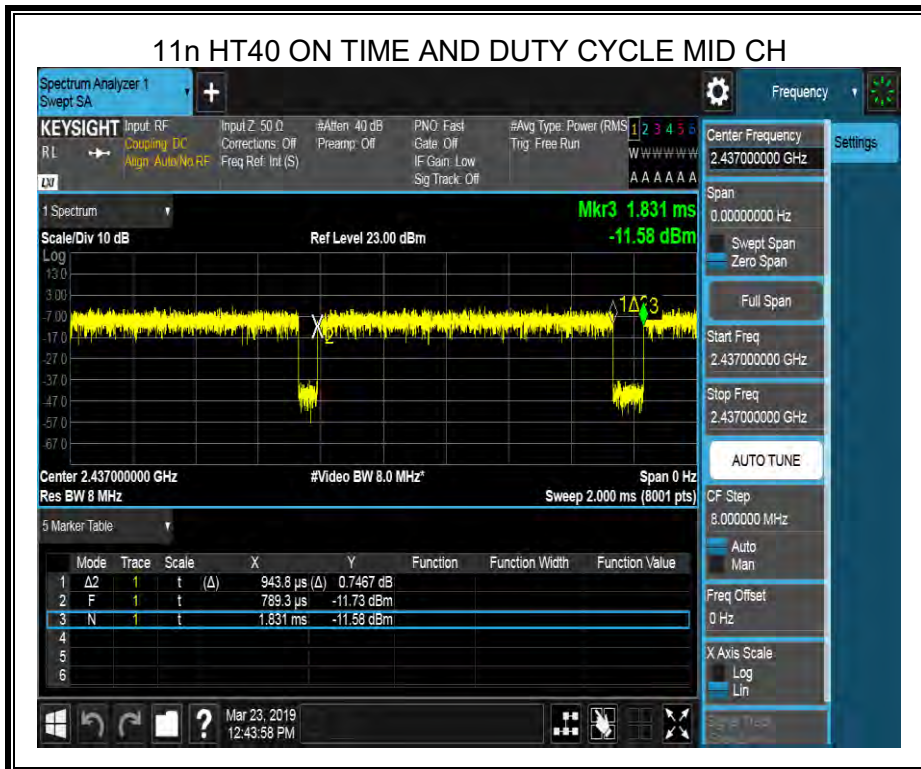 11n HT40 ON TIME AND DUTY CYCLE MID CH
Spectrum Analyzer 1
Swept SA
+
Frequency
KEYSIGHT
RL
LXI
Input: RF
Coupling: DC
Align: Auto/No RF
Input Z: 50 Ω
Corrections: Off
Freq Ref: Int (S)
#Atten: 40 dB
Preamp: Off
PNO: Fast
Gate: Off
IF Gain: Low
Sig Track: Off
#Avg Type: Power (RMS
Trig: Free Run
1 2 3 4 5 6
W W W W W W
A A A A A A
Center Frequency
2.437000000 GHz
Settings
1 Spectrum
Mkr3 1.831 ms
Scale/Div 10 dB
Ref Level 23.00 dBm
-11.58 dBm
Log
13.0
3.00
-7.00
-17.0
-27.0
-37.0
-47.0
-57.0
-67.0
X2
1Δ2
3
Center 2.437000000 GHz
#Video BW 8.0 MHz*
Span 0 Hz
Res BW 8 MHz
Sweep 2.000 ms (8001 pts)
Span
0.00000000 Hz
Swept Span
Zero Span
Full Span
Start Freq
2.437000000 GHz
Stop Freq
2.437000000 GHz
AUTO TUNE
CF Step
8.000000 MHz
Auto
Man
Freq Offset
0 Hz
X Axis Scale
Log
Lin
5 Marker Table
Mode Trace Scale X Y Function Function Width Function Value
1 Δ2 1 t (Δ) 943.8 µs (Δ) 0.7467 dB
2 F 1 t 789.3 µs -11.73 dBm
3 N 1 t 1.831 ms -11.58 dBm
4
5
6
?
Mar 23, 2019
12:43:58 PM